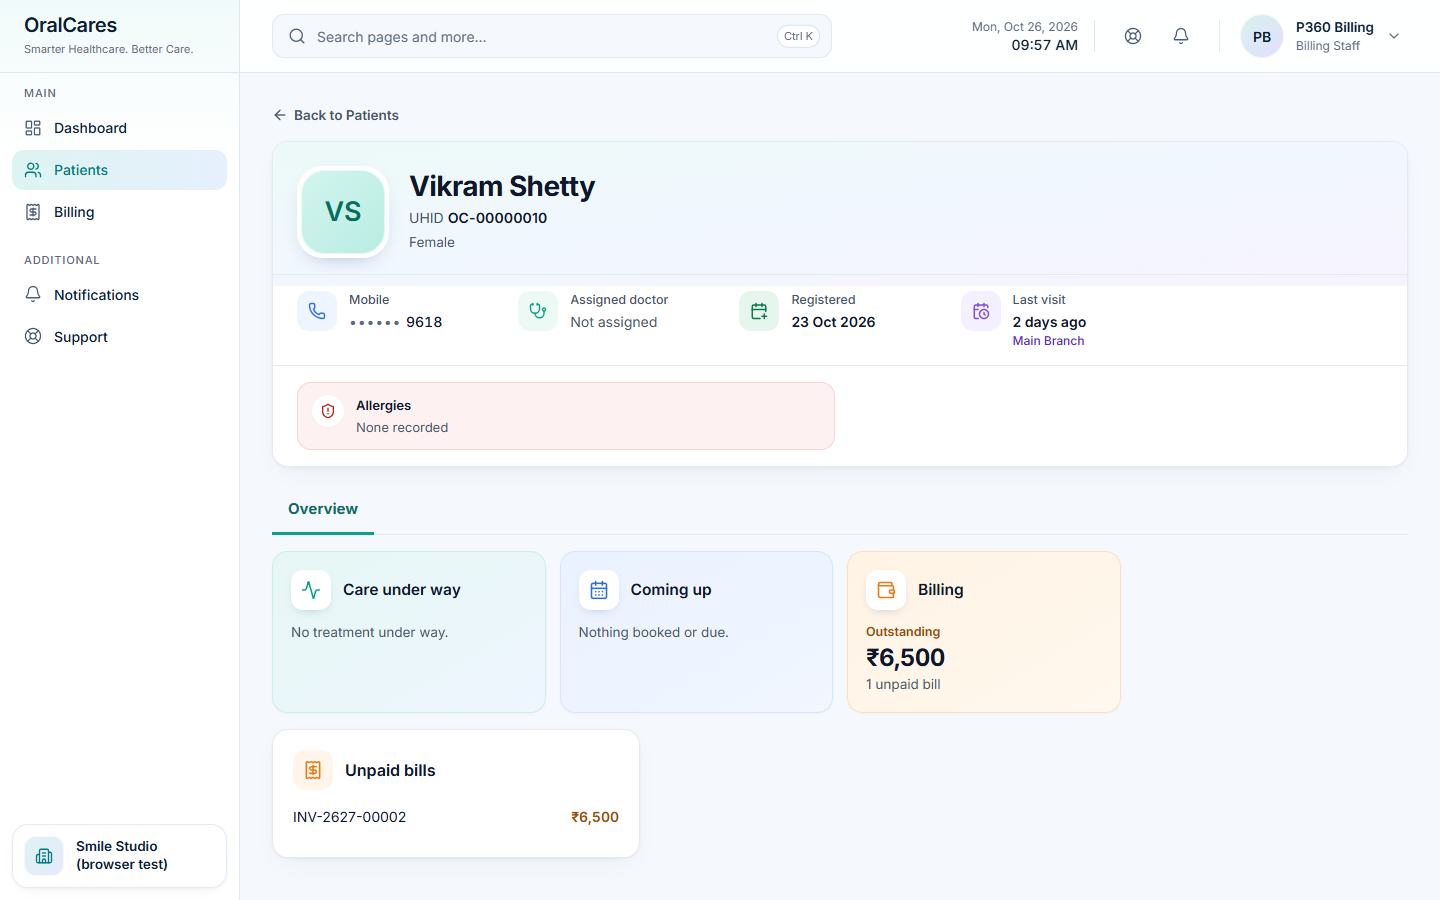 OralCares
Smarter Healthcare. Better Care.
Search pages and more...
Ctrl K
Mon, Oct 26, 2026
09:57 AM
PB
P360 Billing
Billing Staff
MAIN
Dashboard
Patients
Billing
ADDITIONAL
Notifications
Support
Smile Studio
(browser test)
Back to Patients
VS
Vikram Shetty
UHID OC-00000010
Female
Mobile
•••••• 9618
Assigned doctor
Not assigned
Registered
23 Oct 2026
Last visit
2 days ago
Main Branch
Allergies
None recorded
Overview
Care under way
No treatment under way.
Coming up
Nothing booked or due.
Billing
Outstanding
₹6,500
1 unpaid bill
Unpaid bills
INV-2627-00002
₹6,500